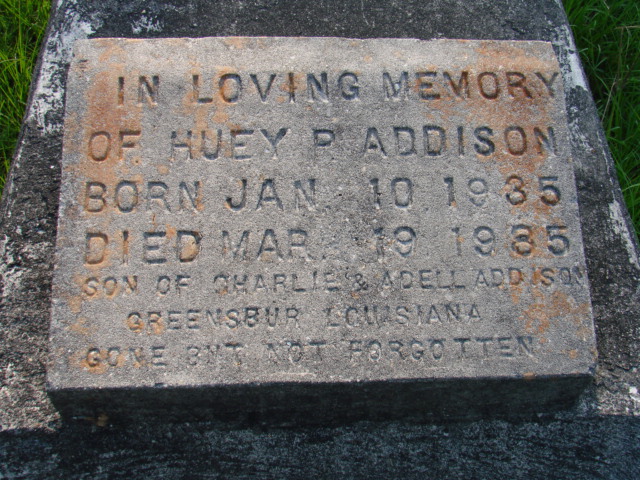 IN LOVING MEMORY
OF HUEY P. ADDISON
BORN JAN. 10 1935
DIED MAR. 19 1935
SON OF CHARLIE & ADELL ADDISON
GREENSBUR LOUISIANA
GONE BUT NOT FORGOTTEN